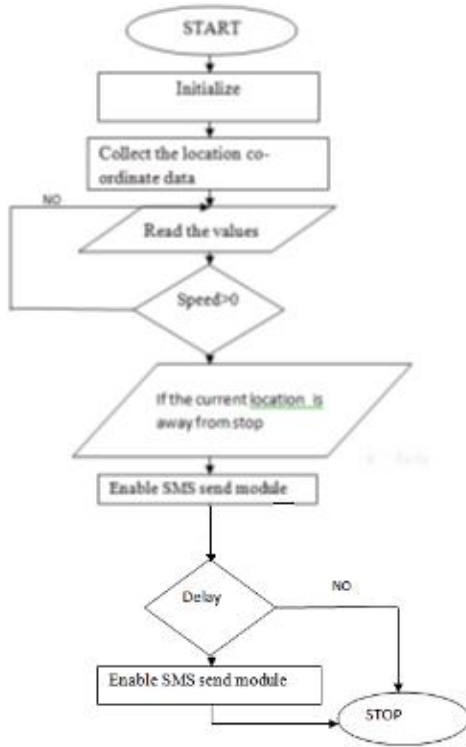 START
Initialize
Collect the location co-
ordinate data
NO
Read the values
Speed>0
If the current location is
away from stop
Enable SMS send module
Delay
NO
Enable SMS send module
STOP